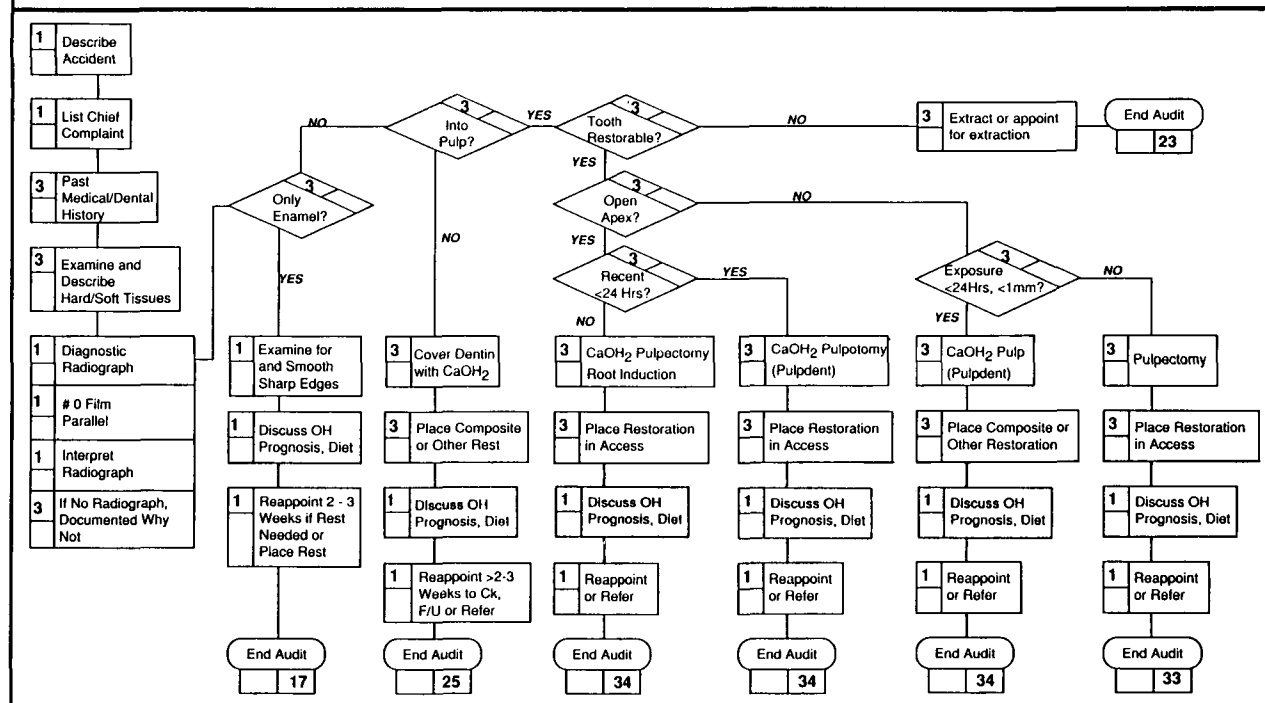 1
Describe
Accident
1
List Chief
Complaint
3
Past
Medical/Dental
History
3
Examine and
Describe
Hard/Soft Tissues
1
Diagnostic
Radiograph
1
# 0 Film
Parallel
1
Interpret
Radiograph
3
If No Radiograph,
Documented Why
Not
3
Only
Enamel?
NO
YES
3
Into
Pulp?
YES
NO
3
Tooth
Restorable?
NO
YES
3
Extract or appoint
for extraction
End Audit
23
3
Open
Apex?
NO
YES
3
Recent
<24 Hrs?
YES
NO
3
Exposure
<24Hrs, <1mm?
NO
YES
1
Examine for
and Smooth
Sharp Edges
1
Discuss OH
Prognosis, Diet
1
Reappoint 2 - 3
Weeks if Rest
Needed or
Place Rest
End Audit
17
3
Cover Dentin
with CaOH2
3
Place Composite
or Other Rest
1
Discuss OH
Prognosis, Diet
1
Reappoint >2-3
Weeks to Ck,
F/U or Refer
End Audit
25
3
CaOH2 Pulpectomy
Root Induction
3
Place Restoration
in Access
1
Discuss OH
Prognosis, Diet
1
Reappoint
or Refer
End Audit
34
3
CaOH2 Pulpotomy
(Pulpdent)
3
Place Restoration
in Access
1
Discuss OH
Prognosis, Diet
1
Reappoint
or Refer
End Audit
34
3
CaOH2 Pulp
(Pulpdent)
3
Place Composite or
Other Restoration
1
Discuss OH
Prognosis, Diet
1
Reappoint
or Refer
End Audit
34
3
Pulpectomy
3
Place Restoration
in Access
1
Discuss OH
Prognosis, Diet
1
Reappoint
or Refer
End Audit
33